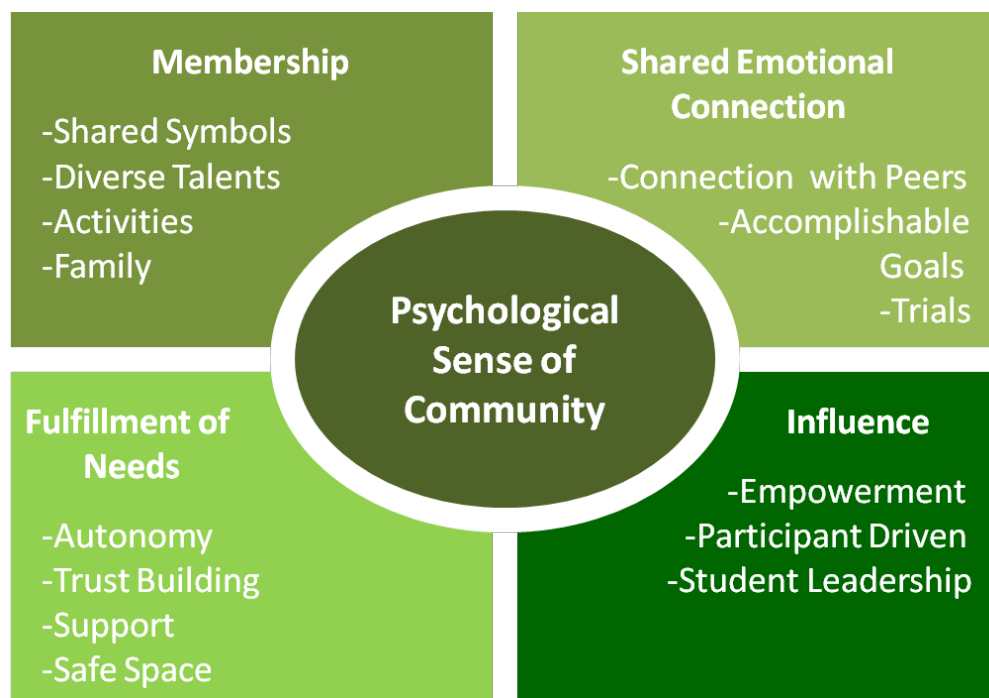 Membership
-Shared Symbols
-Diverse Talents
-Activities
-Family
Shared Emotional
Connection
-Connection with Peers
-Accomplishable
Goals
-Trials
Psychological
Sense of
Community
Fulfillment of
Needs
-Autonomy
-Trust Building
-Support
-Safe Space
Influence
-Empowerment
-Participant Driven
-Student Leadership